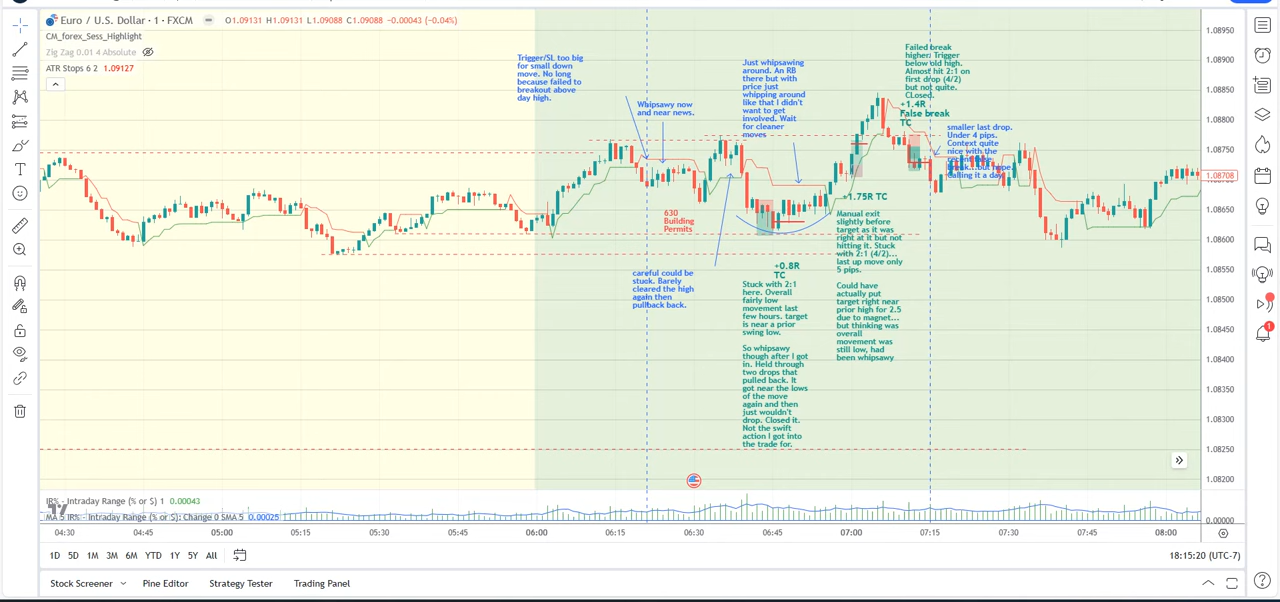 Euro / U.S. Dollar · 1 · FXCM O1.09131 H1.09131 L1.09088 C1.09088 -0.00043 (-0.04%)
CM_forex_Sess_Highlight
Zig Zag 0.01 4 Absolute
ATR Stops 6 2 1.09127
Trigger/SL too big
for small down
move. No long
because failed to
breakout above
day high.
Whipsawy now
and near news.
Just whipsawing
around. An RB
there but with
price just
whipping around
like that I didn't
want to get
involved. Wait
for cleaner
moves
Failed break
higher. Trigger
below old high.
Almost hit 2:1 on
first drop (4/2)
but not quite.
CLosed.
+1.4R
False break
TC
smaller last drop.
Under 4 pips.
Context quite
nice with the
calling it a day
630
Building
Permits
careful could be
stuck. Barely
cleared the high
again then
pullback back.
+0.8R
TC
Stuck with 2:1
here. Overall
fairly low
movement last
few hours. target
is near a prior
swing low.
So whipsawy
though after I got
in. Held through
two drops that
pulled back. It
got near the lows
of the move
again and then
just wouldn't
drop. Closed it.
Not the swift
action I got into
the trade for.
+1.75R TC
Manual exit
slightly before
target as it was
right at it but not
hitting it. Stuck
with 2:1 (4/2)...
last up move only
5 pips.
Could have
actually put
target right near
prior high for 2.5
due to magnet...
but thinking was
overall
movement was
still low, had
been whipsawy
1.08950
1.08900
1.08850
1.08800
1.08750
1.08708
1.08650
1.08600
1.08550
1.08500
1.08450
1.08400
1.08350
1.08300
1.08250
1.08200
IR% - Intraday Range (% or $) 1 0.00043
MA 5 IR% - Intraday Range (% or $): Change 0 SMA 5 0.00025
0.00000
04:30 04:45 05:00 05:15 05:30 05:45 06:00 06:15 06:30 06:45 07:00 07:15 07:30 07:45 08:00
1D 5D 1M 3M 6M YTD 1Y 5Y All
18:15:20 (UTC-7)
Stock Screener Pine Editor Strategy Tester Trading Panel